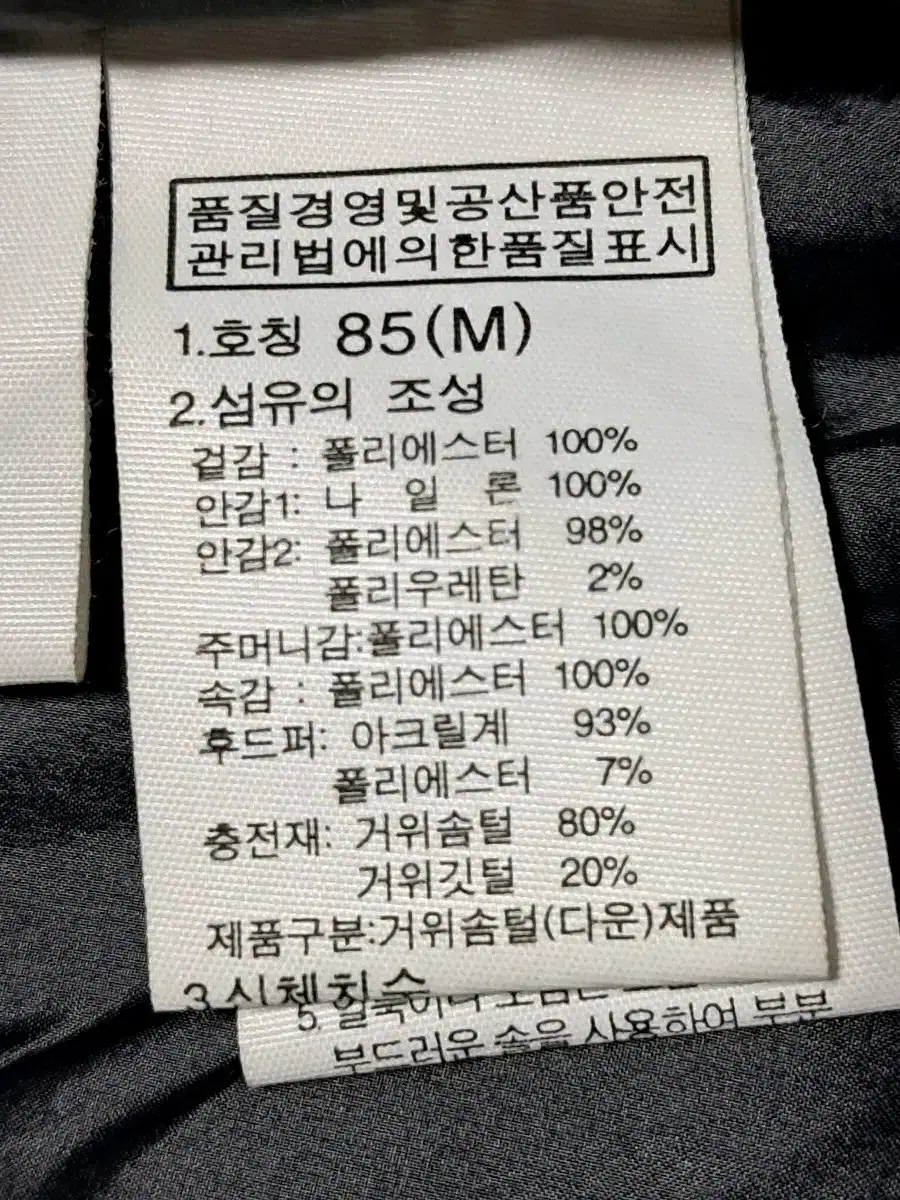 품질경영및공산품안전
관리법에의한품질표시
1.호칭 85(M)
2.섬유의 조성
겉감 : 폴리에스터 100%
안감1: 나 일 론 100%
안감2: 폴리에스터 98%
폴리우레탄 2%
주머니감:폴리에스터 100%
속감 : 폴리에스터 100%
후드퍼: 아크릴계 93%
폴리에스터 7%
충전재: 거위솜털 80%
거위깃털 20%
제품구분:거위솜털(다운)제품
3.신체치수
5. 얼룩이나
부드러운 솔을 사용하여 부분